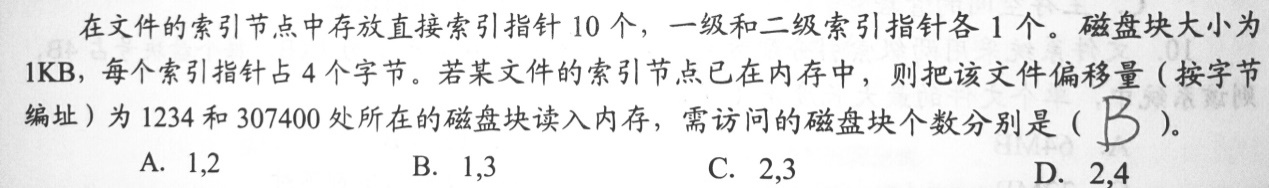 在文件的索引节点中存放直接索引指针 10 个，一级和二级索引指针各 1 个。磁盘块大小为
1KB，每个索引指针占 4 个字节。若某文件的索引节点已在内存中，则把该文件偏移量（按字节
编址）为 1234 和 307400 处所在的磁盘块读入内存，需访问的磁盘块个数分别是（ B ）。
A. 1,2 B. 1,3 C. 2,3 D. 2,4